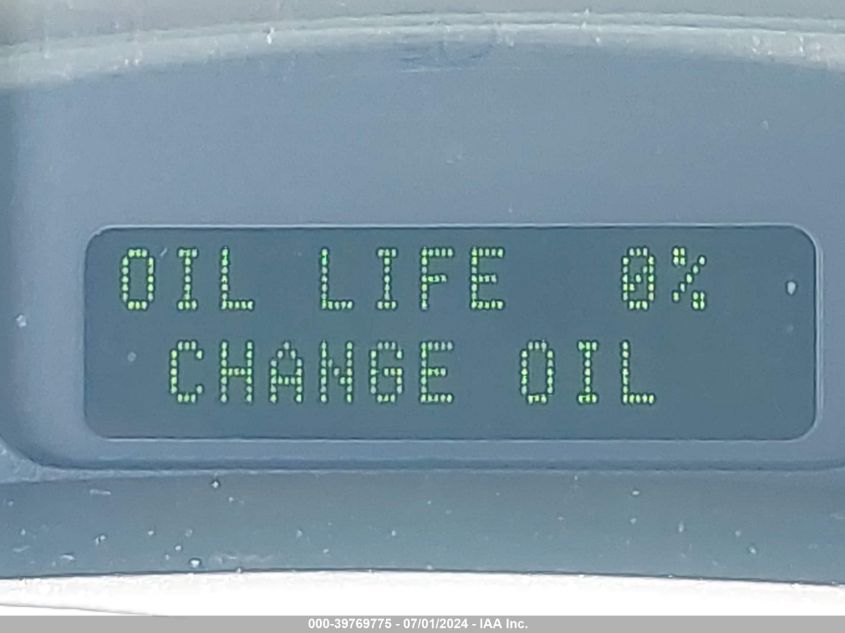 OIL LIFE 0%
CHANGE OIL
000-39769775 - 07/01/2024 - IAA Inc.